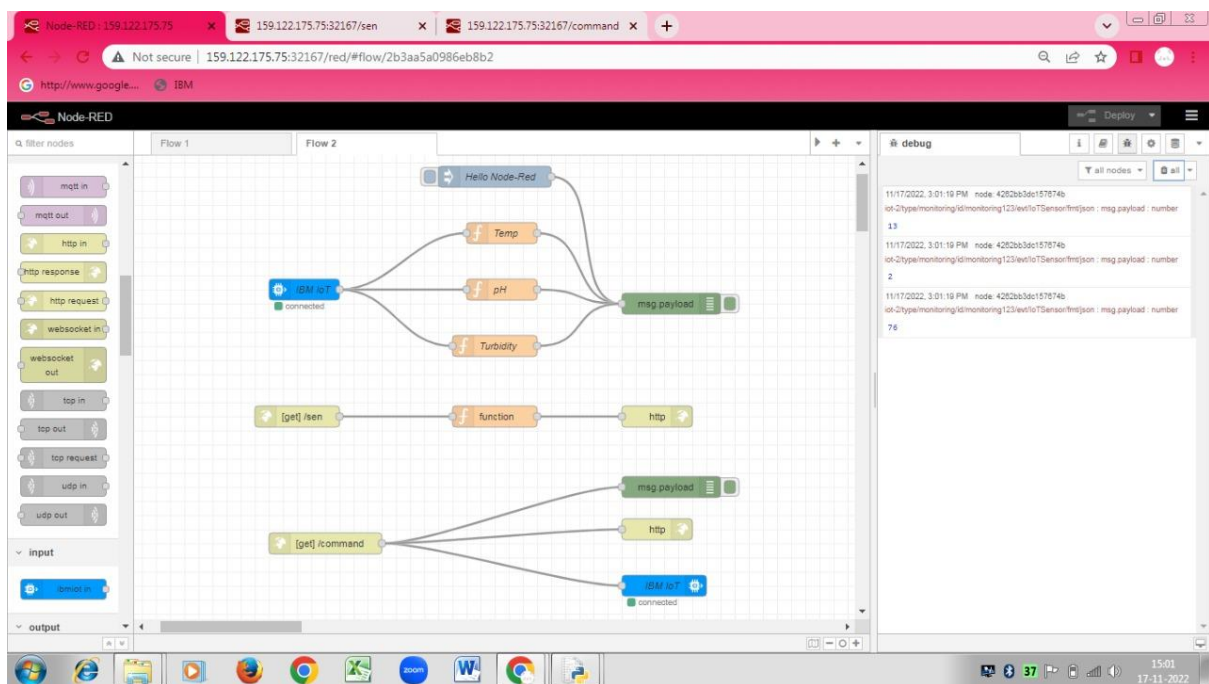 Node-RED : 159.122.175.75
159.122.175.75:32167/sen
159.122.175.75:32167/command
Not secure
159.122.175.75:32167/red/#flow/2b3aa5a0986eb8b2
http://www.google....
IBM
Node-RED
Deploy
filter nodes
Flow 1
Flow 2
debug
i
all nodes
all
mqtt in
mqtt out
http in
http response
http request
websocket in
websocket
out
tcp in
tcp out
tcp request
udp in
udp out
input
ibmiot in
output
Hello Node-Red
Temp
IBM IoT
connected
pH
msg.payload
Turbidity
[get] /sen
function
http
msg.payload
[get] /command
http
IBM IoT
connected
11/17/2022, 3:01:19 PM node: 4262bb3dc157674b
iot-2/type/monitoring/id/monitoring123/evt/IoTSensor/fmt/json : msg.payload : number
13
11/17/2022, 3:01:19 PM node: 4262bb3dc157674b
iot-2/type/monitoring/id/monitoring123/evt/IoTSensor/fmt/json : msg.payload : number
2
11/17/2022, 3:01:19 PM node: 4262bb3dc157674b
iot-2/type/monitoring/id/monitoring123/evt/IoTSensor/fmt/json : msg.payload : number
76
zoom
37
15:01
17-11-2022